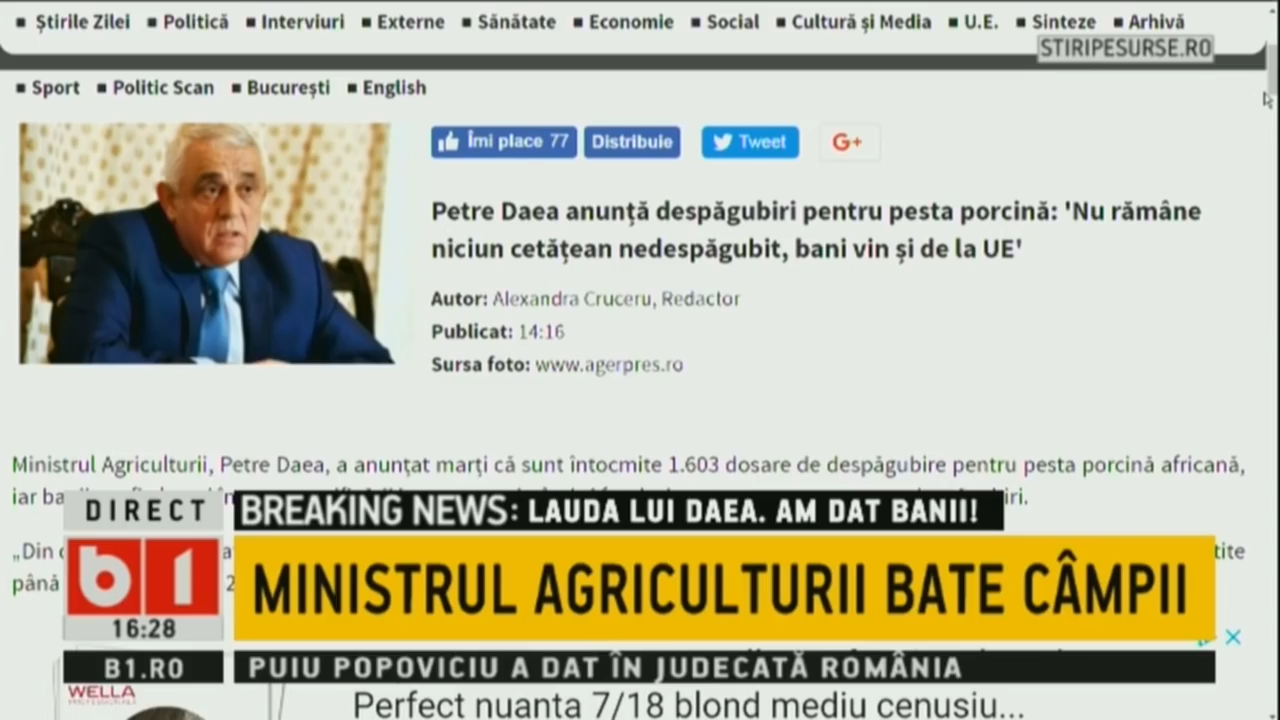 Știrile Zilei Politică Interviuri Externe Sănătate Economie Social Cultură și Media U.E. Sinteze Arhivă
STIRIPESURSE.RO
Sport Politic Scan București English
Îmi place 77 Distribuie Tweet G+
Petre Daea anunță despăgubiri pentru pesta porcină: 'Nu rămâne
niciun cetățean nedespăgubit, bani vin și de la UE'
Autor: Alexandra Cruceru, Redactor
Publicat: 14:16
Sursa foto: www.agerpres.ro
Ministrul Agriculturii, Petre Daea, a anunțat marți că sunt întocmite 1.603 dosare de despăgubire pentru pesta porcină africană,
iar
„Din
până
DIRECT
BREAKING NEWS: LAUDA LUI DAEA. AM DAT BANII!
b1
MINISTRUL AGRICULTURII BATE CÂMPII
16:28
B1.RO
PUIU POPOVICIU A DAT ÎN JUDECATĂ ROMÂNIA
WELLA
Perfect nuanta 7/18 blond mediu cenusiu...